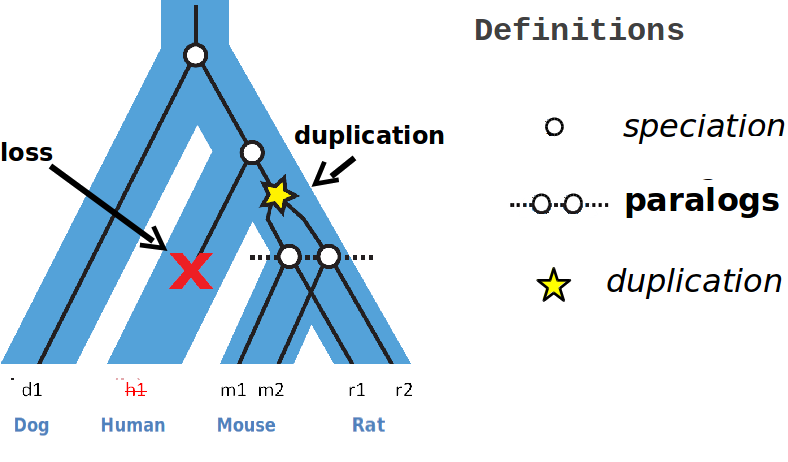 Definitions
speciation
duplication
loss
paralogs
duplication
d1 h1 m1 m2 r1 r2
Dog Human Mouse Rat